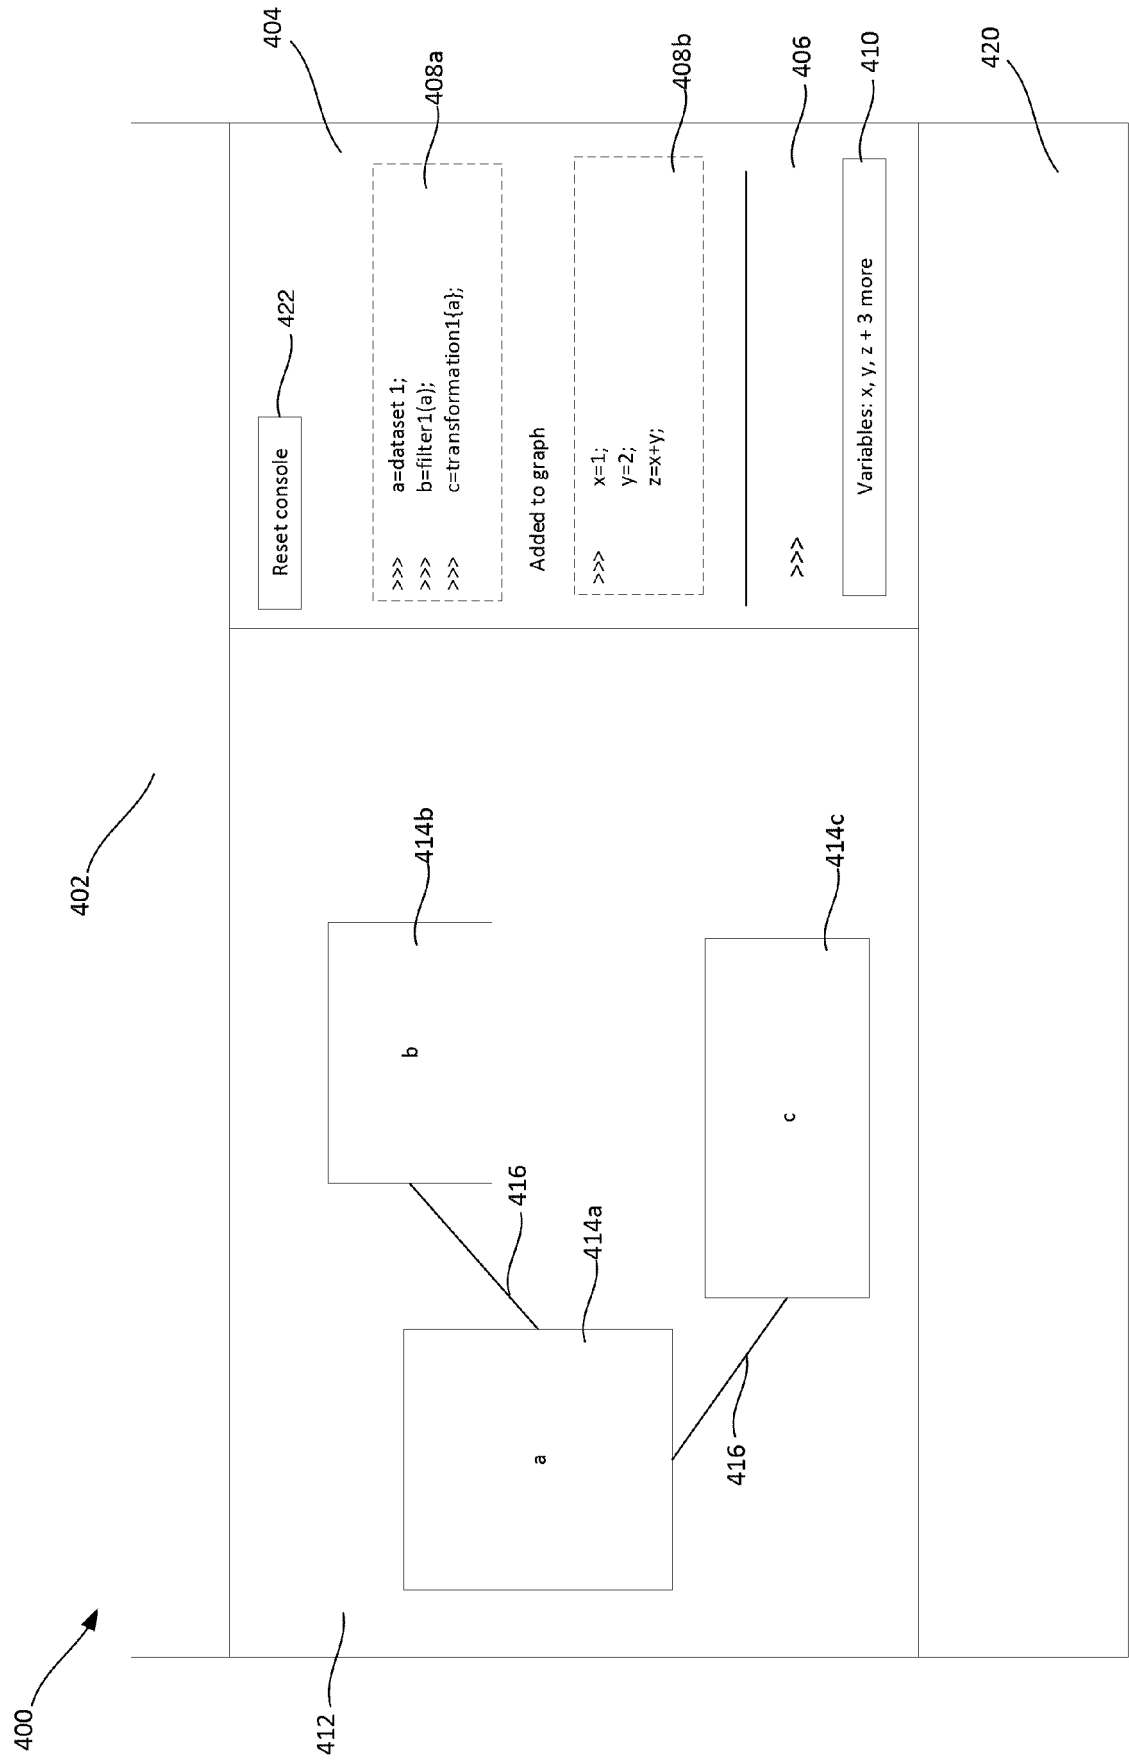 400
402
404
422
Reset console
408a
>>> a=dataset 1;
>>> b=filter1(a);
>>> c=transformation1{a};
Added to graph
408b
>>> x=1;
y=2;
z=x+y;
406
>>>
410
Variables: x, y, z + 3 more
412
414b
b
416
414a
a
416
414c
c
420